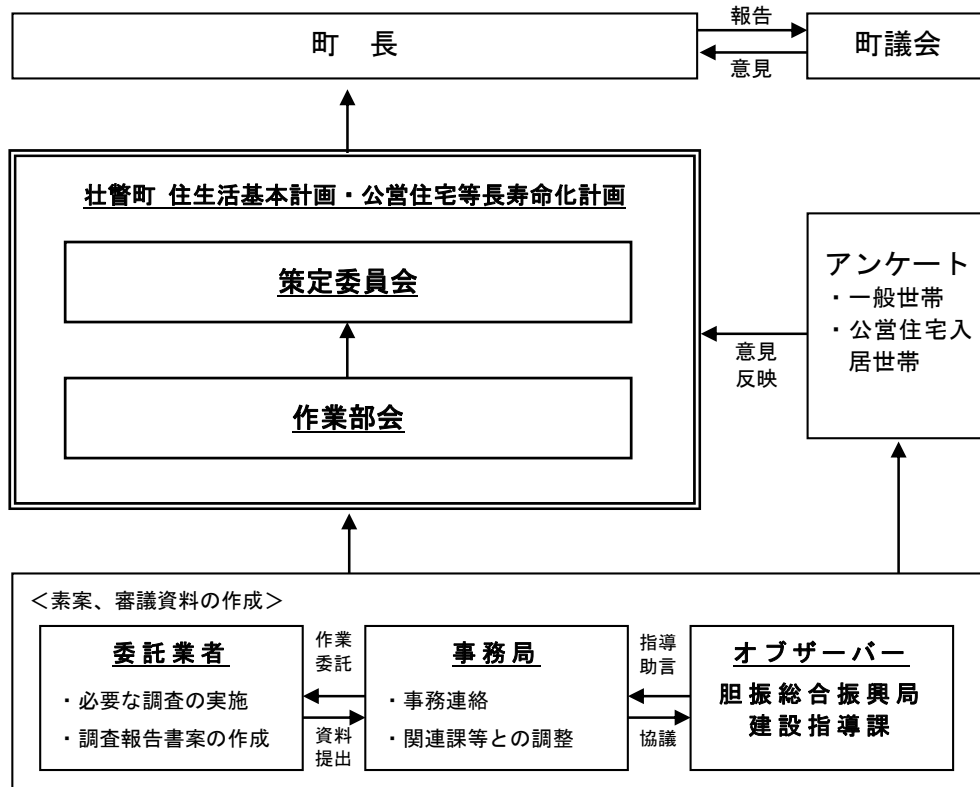 町　長
報告
意見
町議会
壮瞥町 住生活基本計画・公営住宅等長寿命化計画
策定委員会
作業部会
意見
反映
アンケート
・一般世帯
・公営住宅入
居世帯
＜素案、審議資料の作成＞
委託業者
・必要な調査の実施
・調査報告書案の作成
作業
委託
資料
提出
事務局
・事務連絡
・関連課等との調整
指導
助言
協議
オブザーバー
胆振総合振興局
建設指導課